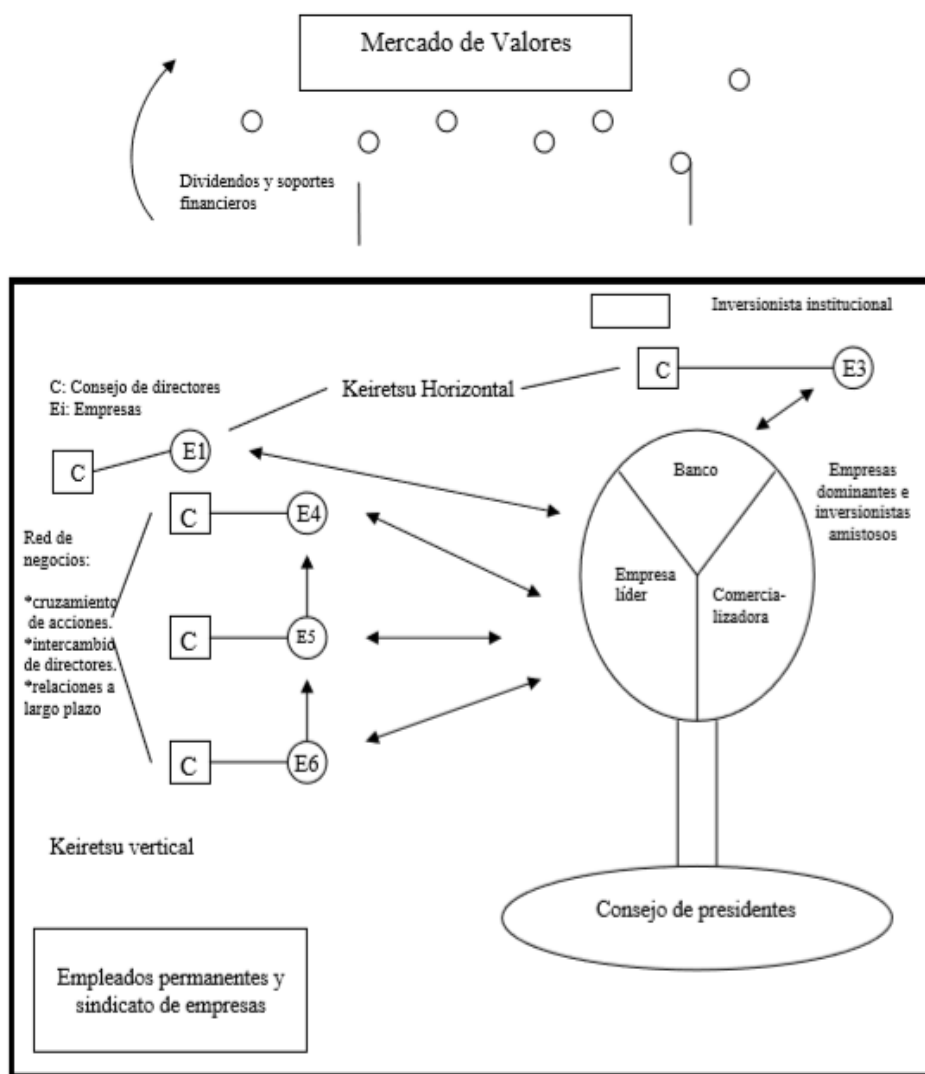 Mercado de Valores
Dividendos y soportes
financieros
Inversionista institucional
C
E3
Keiretsu Horizontal
C: Consejo de directores
Ei: Empresas
E1
C
Banco
Empresas
dominantes e
inversionistas
amistosos
C
E4
Red de
negocios:
*cruzamiento
de acciones.
*intercambio
de directores.
*relaciones a
largo plazo
Empresa
líder
Comercia-
lizadora
C
E5
C
E6
Keiretsu vertical
Consejo de presidentes
Empleados permanentes y
sindicato de empresas